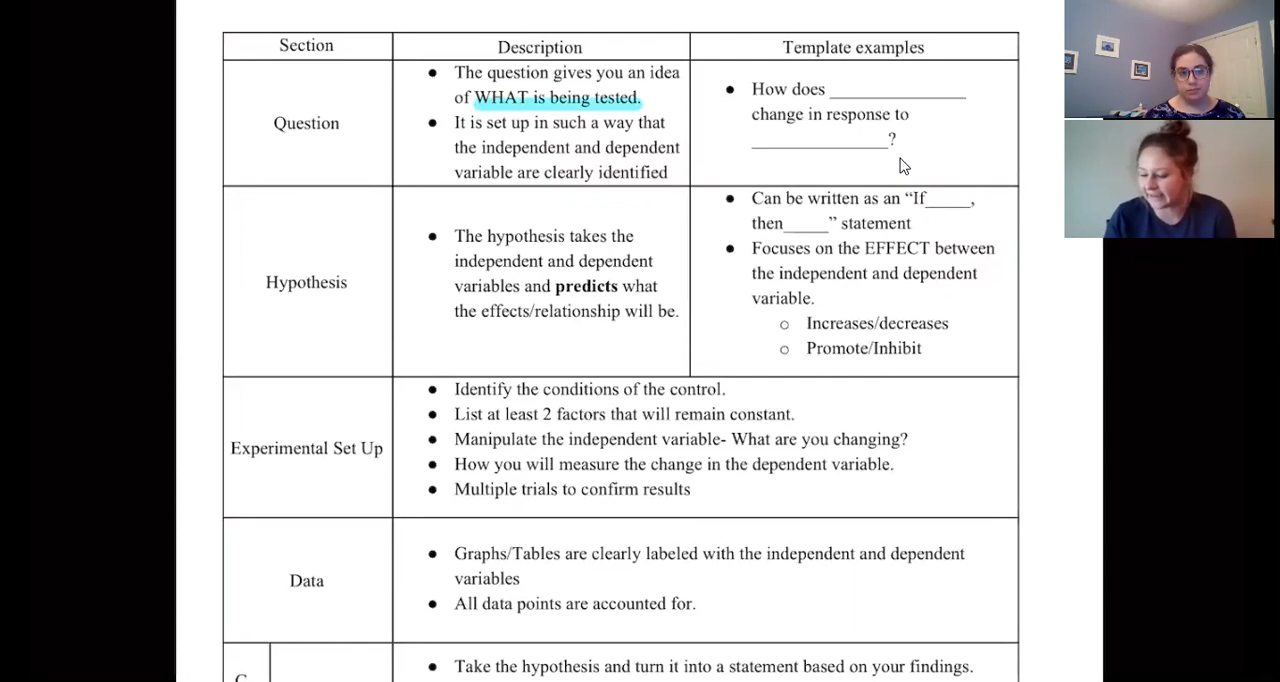 Section
Description
Template examples
Question
● The question gives you an idea
of WHAT is being tested.
● It is set up in such a way that
the independent and dependent
variable are clearly identified
● How does _______________
change in response to
_______________?
Hypothesis
● The hypothesis takes the
independent and dependent
variables and predicts what
the effects/relationship will be.
● Can be written as an “If_____,
then_____” statement
● Focuses on the EFFECT between
the independent and dependent
variable.
○ Increases/decreases
○ Promote/Inhibit
Experimental Set Up
● Identify the conditions of the control.
● List at least 2 factors that will remain constant.
● Manipulate the independent variable- What are you changing?
● How you will measure the change in the dependent variable.
● Multiple trials to confirm results
Data
● Graphs/Tables are clearly labeled with the independent and dependent
variables
● All data points are accounted for.
C
● Take the hypothesis and turn it into a statement based on your findings.